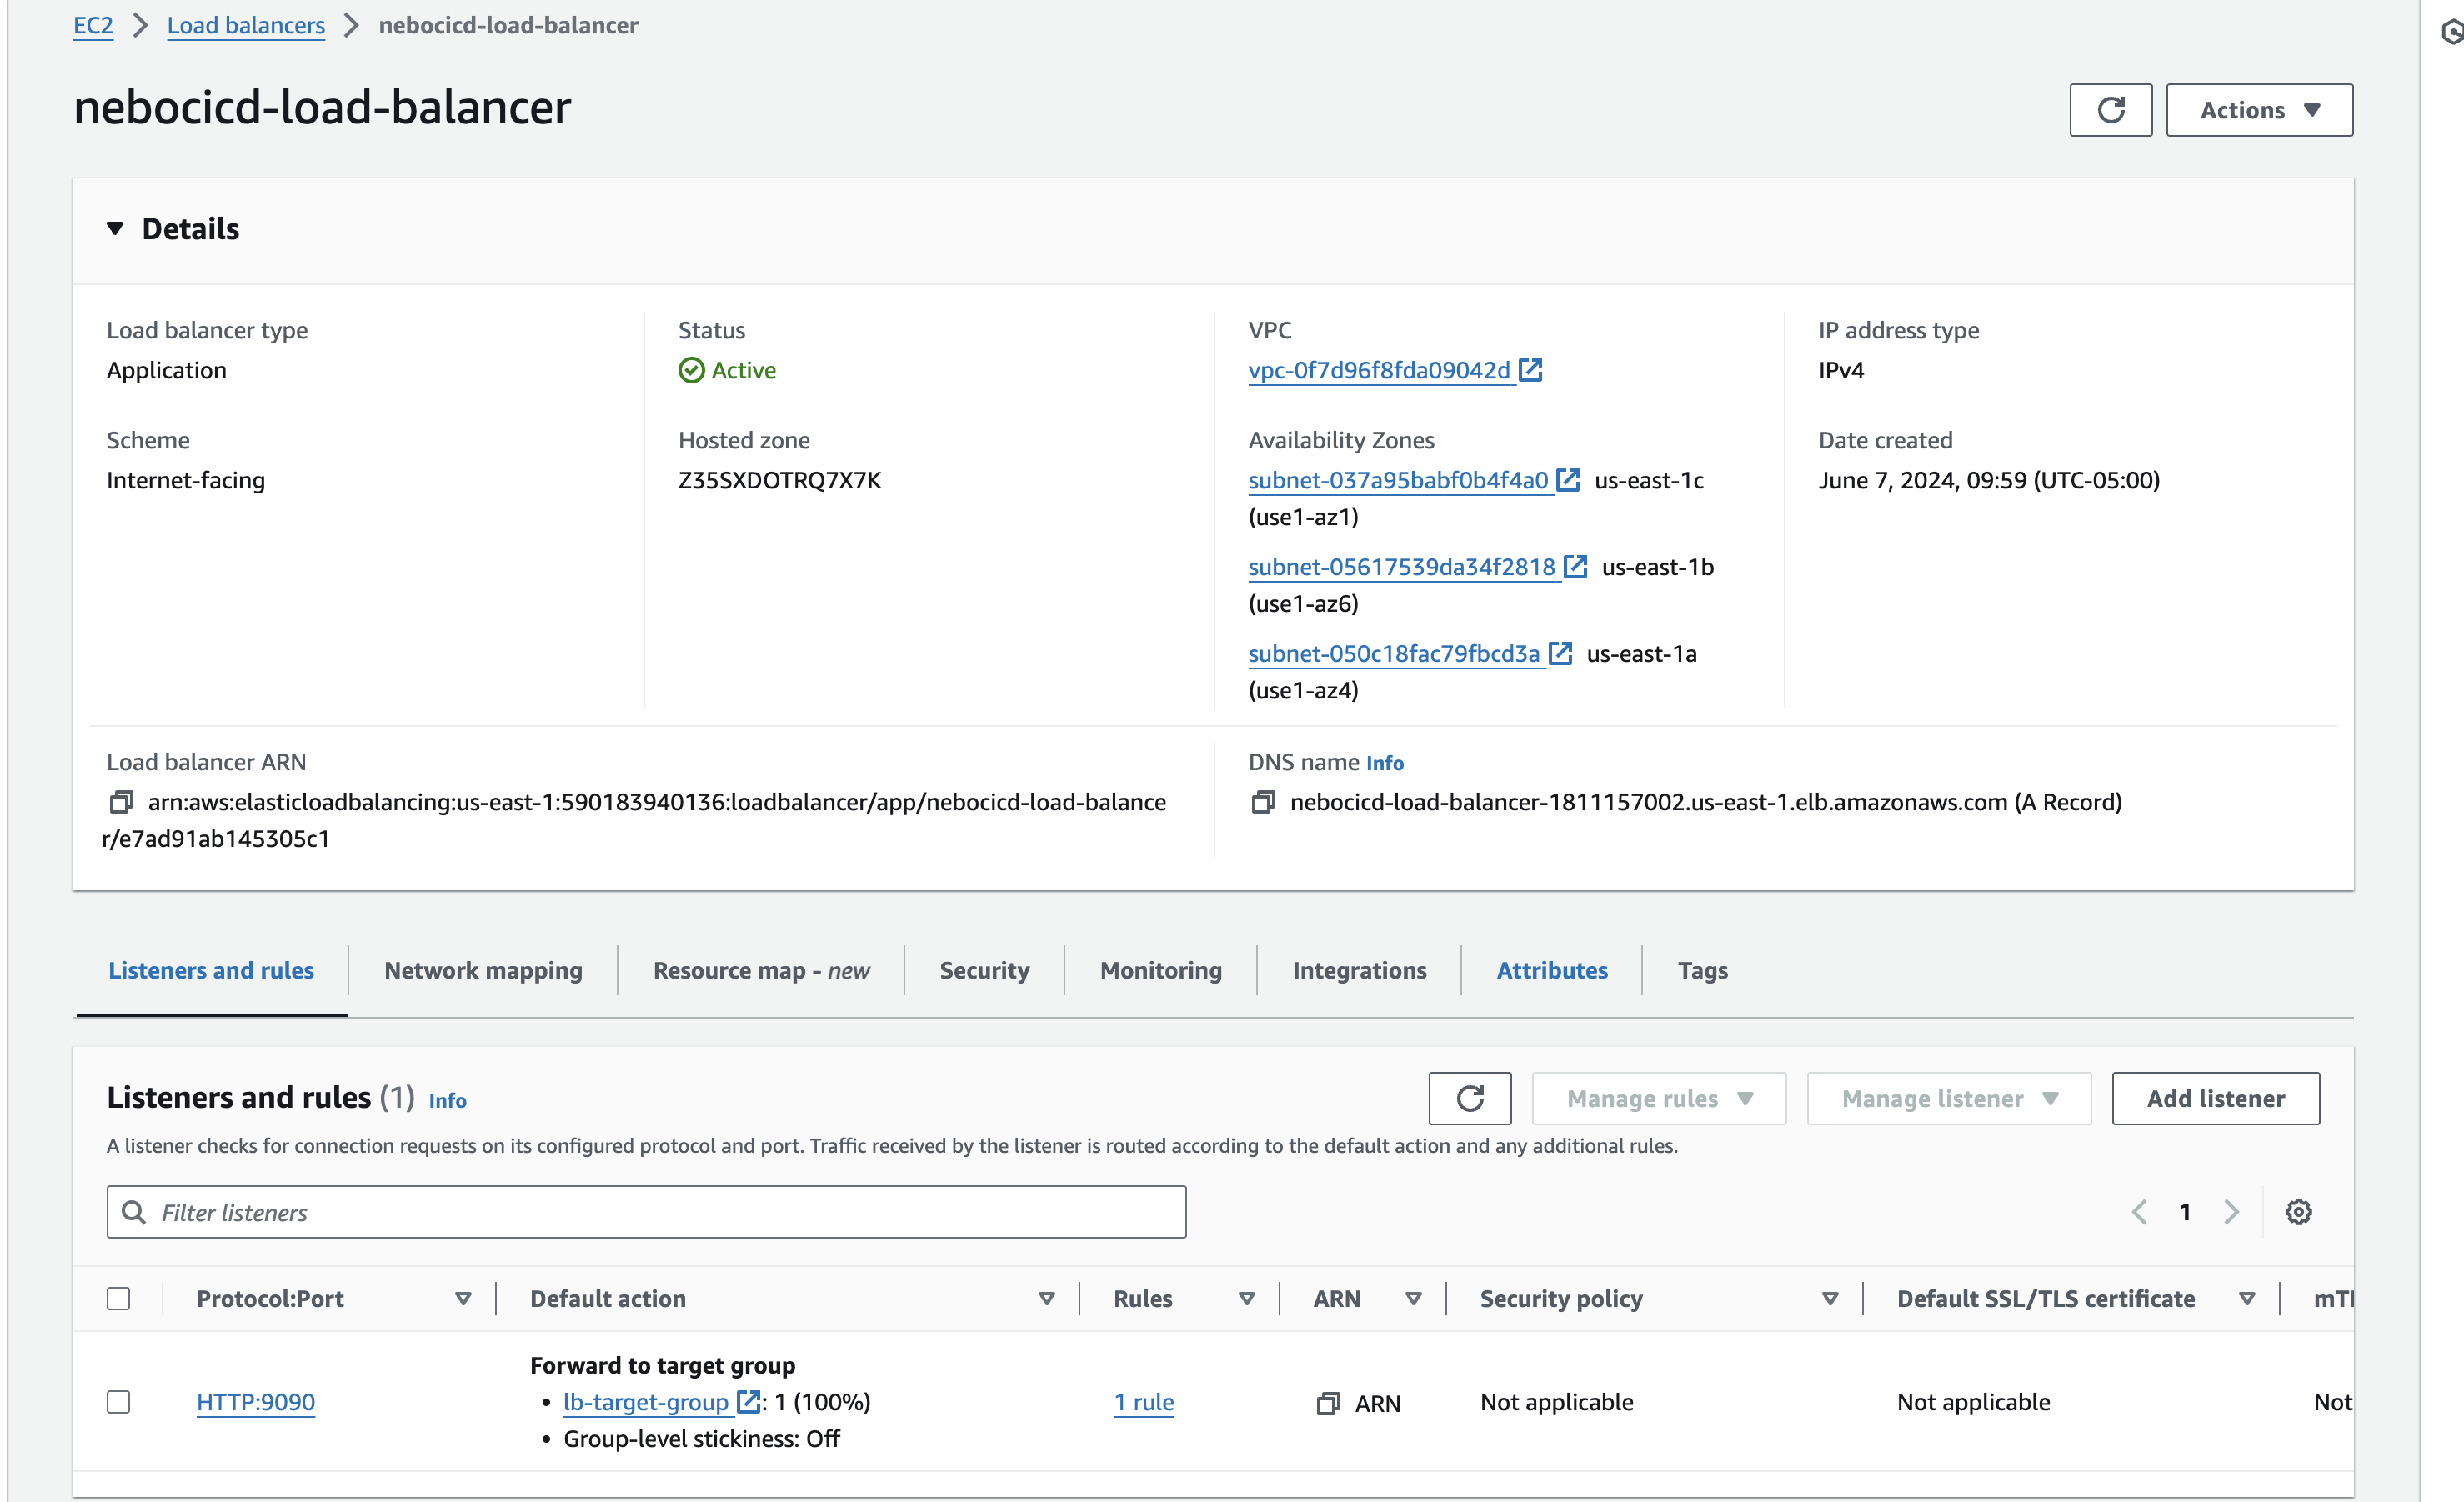 EC2 > Load balancers > nebocicd-load-balancer
nebocicd-load-balancer
Actions
Details
Load balancer type
Application
Status
Active
VPC
vpc-0f7d96f8fda09042d
IP address type
IPv4
Scheme
Internet-facing
Hosted zone
Z35SXDOTRQ7X7K
Availability Zones
subnet-037a95babf0b4f4a0 us-east-1c
(use1-az1)
subnet-05617539da34f2818 us-east-1b
(use1-az6)
subnet-050c18fac79fbcd3a us-east-1a
(use1-az4)
Date created
June 7, 2024, 09:59 (UTC-05:00)
Load balancer ARN
arn:aws:elasticloadbalancing:us-east-1:590183940136:loadbalancer/app/nebocicd-load-balance
r/e7ad91ab145305c1
DNS name Info
nebocicd-load-balancer-1811157002.us-east-1.elb.amazonaws.com (A Record)
Listeners and rules Network mapping Resource map - new Security Monitoring Integrations Attributes Tags
Listeners and rules (1) Info
Manage rules Manage listener Add listener
A listener checks for connection requests on its configured protocol and port. Traffic received by the listener is routed according to the default action and any additional rules.
Filter listeners
1
Protocol:Port Default action Rules ARN Security policy Default SSL/TLS certificate
Forward to target group
HTTP:9090 • lb-target-group : 1 (100%) 1 rule ARN Not applicable Not applicable Not
• Group-level stickiness: Off